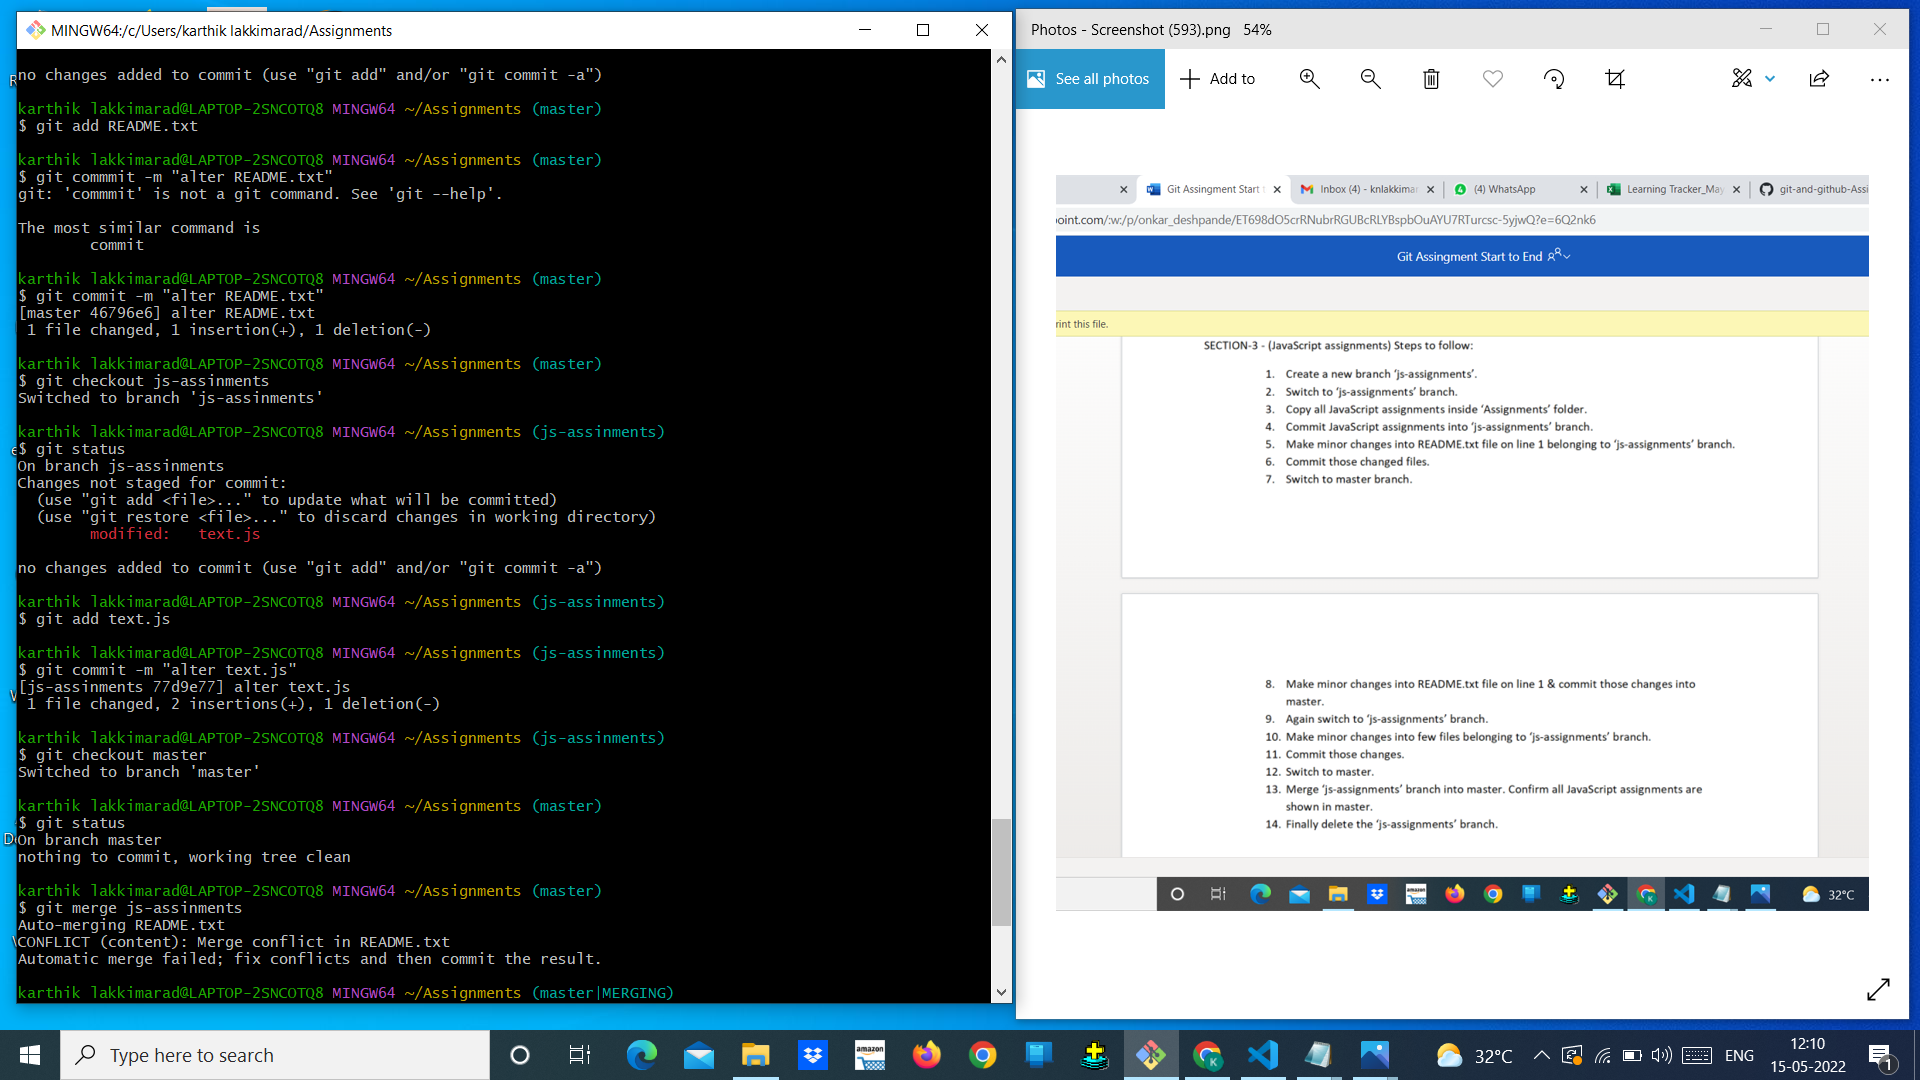 MINGW64:/c/Users/karthik lakkimarad/Assignments
no changes added to commit (use "git add" and/or "git commit -a")
karthik lakkimarad@LAPTOP-2SNCOTQ8 MINGW64 ~/Assignments (master)
$ git add README.txt
karthik lakkimarad@LAPTOP-2SNCOTQ8 MINGW64 ~/Assignments (master)
$ git commmit -m "alter README.txt"
git: 'commmit' is not a git command. See 'git --help'.
The most similar command is
commit
karthik lakkimarad@LAPTOP-2SNCOTQ8 MINGW64 ~/Assignments (master)
$ git commit -m "alter README.txt"
[master 46796e6] alter README.txt
1 file changed, 1 insertion(+), 1 deletion(-)
karthik lakkimarad@LAPTOP-2SNCOTQ8 MINGW64 ~/Assignments (master)
$ git checkout js-assinments
Switched to branch 'js-assinments'
karthik lakkimarad@LAPTOP-2SNCOTQ8 MINGW64 ~/Assignments (js-assinments)
$ git status
On branch js-assinments
Changes not staged for commit:
(use "git add <file>..." to update what will be committed)
(use "git restore <file>..." to discard changes in working directory)
modified:   text.js
no changes added to commit (use "git add" and/or "git commit -a")
karthik lakkimarad@LAPTOP-2SNCOTQ8 MINGW64 ~/Assignments (js-assinments)
$ git add text.js
karthik lakkimarad@LAPTOP-2SNCOTQ8 MINGW64 ~/Assignments (js-assinments)
$ git commit -m "alter text.js"
[js-assinments 77d9e77] alter text.js
1 file changed, 2 insertions(+), 1 deletion(-)
karthik lakkimarad@LAPTOP-2SNCOTQ8 MINGW64 ~/Assignments (js-assinments)
$ git checkout master
Switched to branch 'master'
karthik lakkimarad@LAPTOP-2SNCOTQ8 MINGW64 ~/Assignments (master)
$ git status
On branch master
nothing to commit, working tree clean
karthik lakkimarad@LAPTOP-2SNCOTQ8 MINGW64 ~/Assignments (master)
$ git merge js-assinments
Auto-merging README.txt
CONFLICT (content): Merge conflict in README.txt
Automatic merge failed; fix conflicts and then commit the result.
karthik lakkimarad@LAPTOP-2SNCOTQ8 MINGW64 ~/Assignments (master|MERGING)
Photos - Screenshot (593).png   54%
See all photos
Add to
Git Assingment Start
Inbox (4) - knlakkimar
(4) WhatsApp
Learning Tracker_May
git-and-github-Assi
oint.com/:w:/p/onkar_deshpande/ET698dO5crRNubrRGUBcRLYBspbOuAYU7RTurcsc-5yjwQ?e=6Q2nk6
Git Assingment Start to End
rint this file.
SECTION-3 - (JavaScript assignments) Steps to follow:
1. Create a new branch ‘js-assignments’.
2. Switch to ‘js-assignments’ branch.
3. Copy all JavaScript assignments inside ‘Assignments’ folder.
4. Commit JavaScript assignments into ‘js-assignments’ branch.
5. Make minor changes into README.txt file on line 1 belonging to ‘js-assignments’ branch.
6. Commit those changed files.
7. Switch to master branch.
8. Make minor changes into README.txt file on line 1 & commit those changes into
master.
9. Again switch to ‘js-assignments’ branch.
10. Make minor changes into few files belonging to ‘js-assignments’ branch.
11. Commit those changes.
12. Switch to master.
13. Merge ‘js-assignments’ branch into master. Confirm all JavaScript assignments are
shown in master.
14. Finally delete the ‘js-assignments’ branch.
amazon
32°C
Type here to search
amazon
K
32°C
ENG
12:10
15-05-2022
1